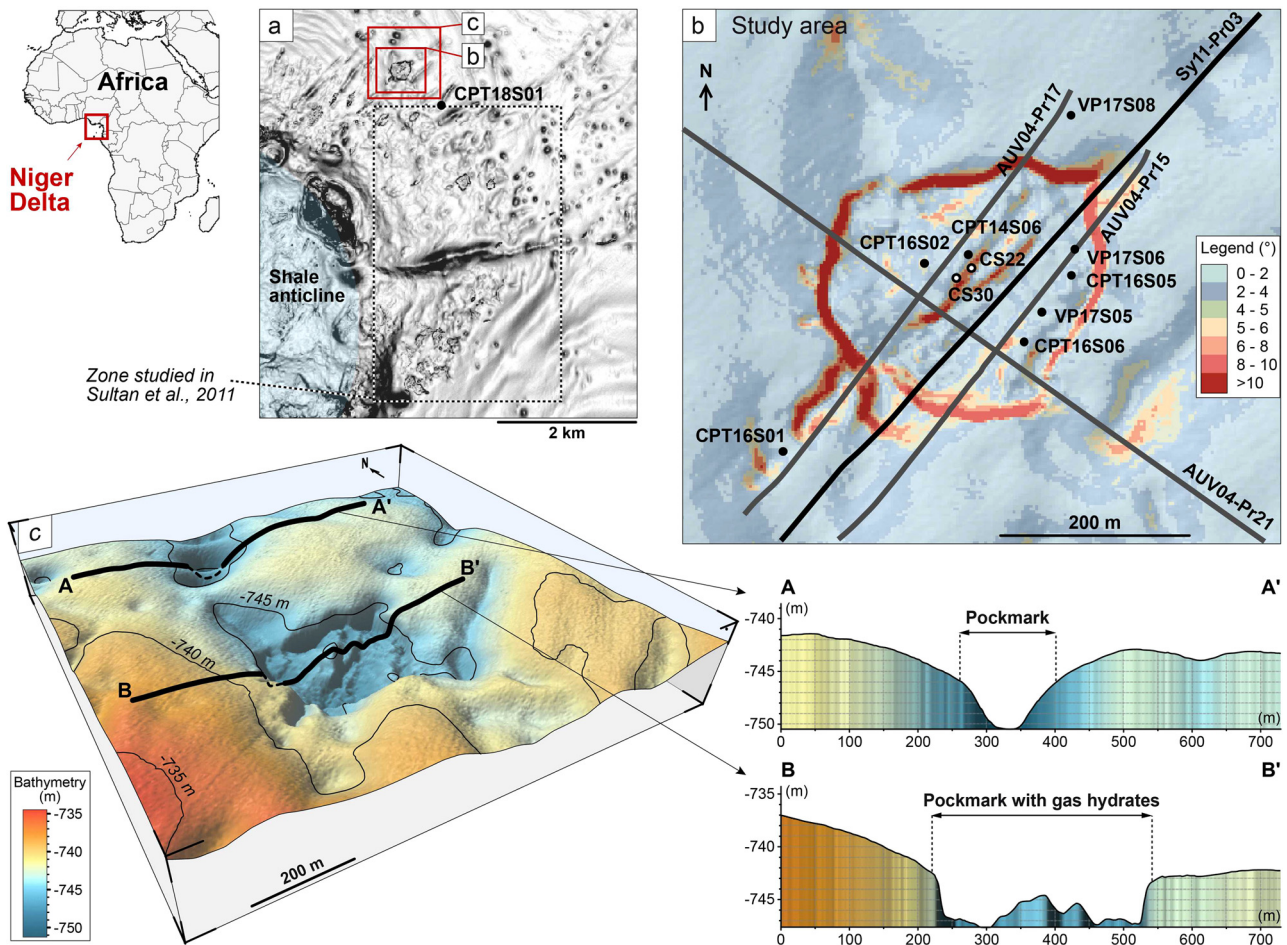 Africa
Niger
Delta
a
c
b
CPT18S01
Shale
anticline
Zone studied in
Sultan et al., 2011
2 km
b
Study area
N
AUV04-Pr17
Sy11-Pr03
VP17S08
AUV04-Pr15
CPT14S06
CPT16S02
CS22
CS30
VP17S06
CPT16S05
VP17S05
CPT16S06
CPT16S01
AUV04-Pr21
200 m
Legend (°)
0 - 2
2 - 4
4 - 5
5 - 6
6 - 8
8 - 10
>10
c
N
A
A'
B
B'
-745 m
-740 m
-735 m
200 m
Bathymetry
(m)
-735
-740
-745
-750
A
A'
-740
(m)
Pockmark
-745
-750
(m)
0 100 200 300 400 500 600 700
B
B'
-735
(m)
Pockmark with gas hydrates
-740
-745
(m)
0 100 200 300 400 500 600 700